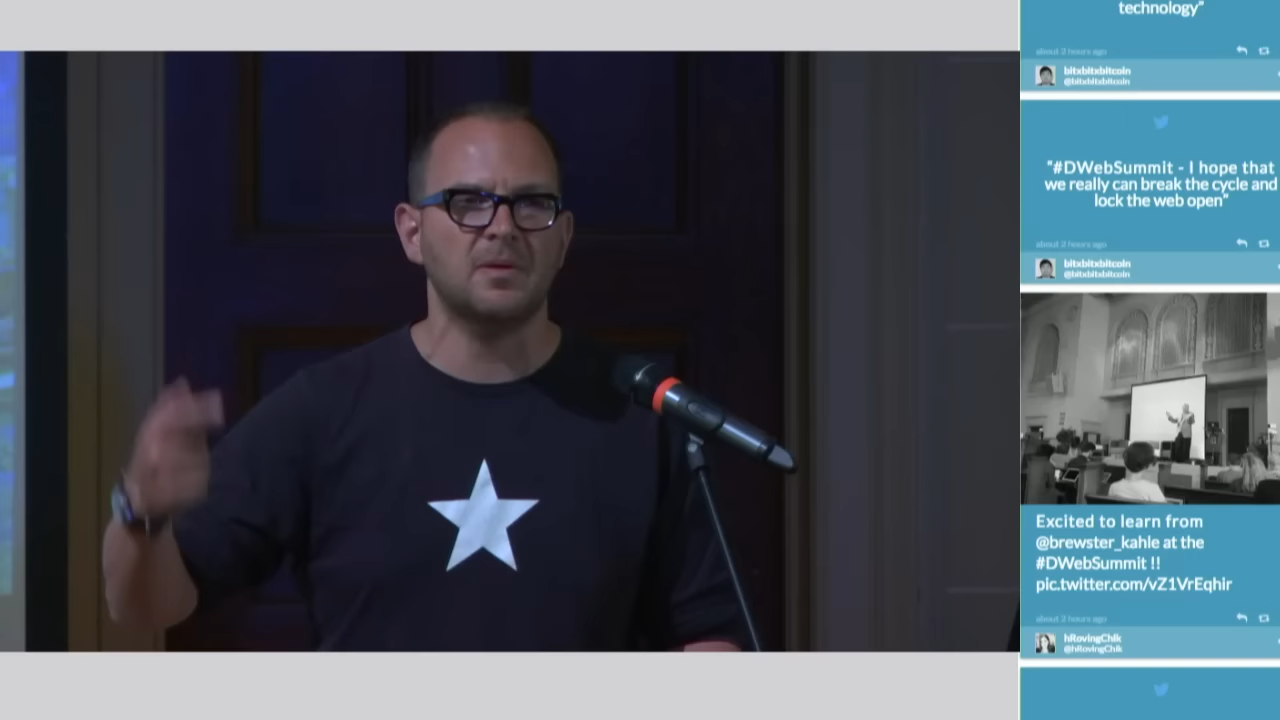 technology”
about 2 hours ago
bitxbitxbitcoin
@bitxbitxbitcoin
“#DWebSummit - I hope that
we really can break the cycle and
lock the web open”
about 2 hours ago
bitxbitxbitcoin
@bitxbitxbitcoin
Excited to learn from
@brewster_kahle at the
#DWebSummit !!
pic.twitter.com/vZ1VrEqhir
about 2 hours ago
hRovingChik
@hRovingChik